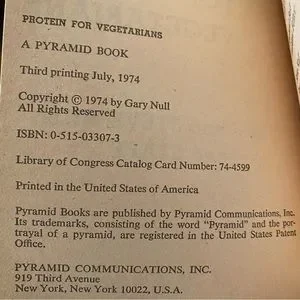 PROTEIN FOR VEGETARIANS
A PYRAMID BOOK
Third printing July, 1974
Copyright © 1974 by Gary Null
All Rights Reserved
ISBN: 0-515-03307-3
Library of Congress Catalog Card Number: 74-4599
Printed in the United States of America
Pyramid Books are published by Pyramid Communications, Inc.
Its trademarks, consisting of the word "Pyramid" and the por-
trayal of a pyramid, are registered in the United States Patent
Office.
PYRAMID COMMUNICATIONS, INC.
919 Third Avenue
New York, New York 10022, U.S.A.